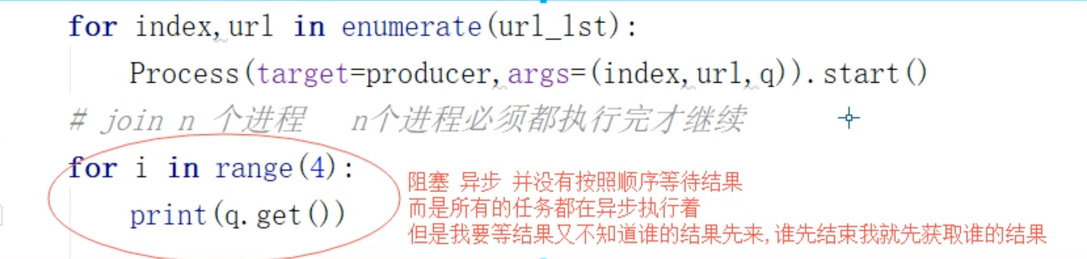 for index,url in enumerate(url_lst):
Process(target=producer,args=(index,url,q)).start()
# join n 个进程 n个进程必须都执行完才继续
for i in range(4):
print(q.get())
阻塞 异步 并没有按照顺序等待结果
而是所有的任务都在异步执行着
但是我要等结果又不知道谁的结果先来,谁先结束我就先获取谁的结果